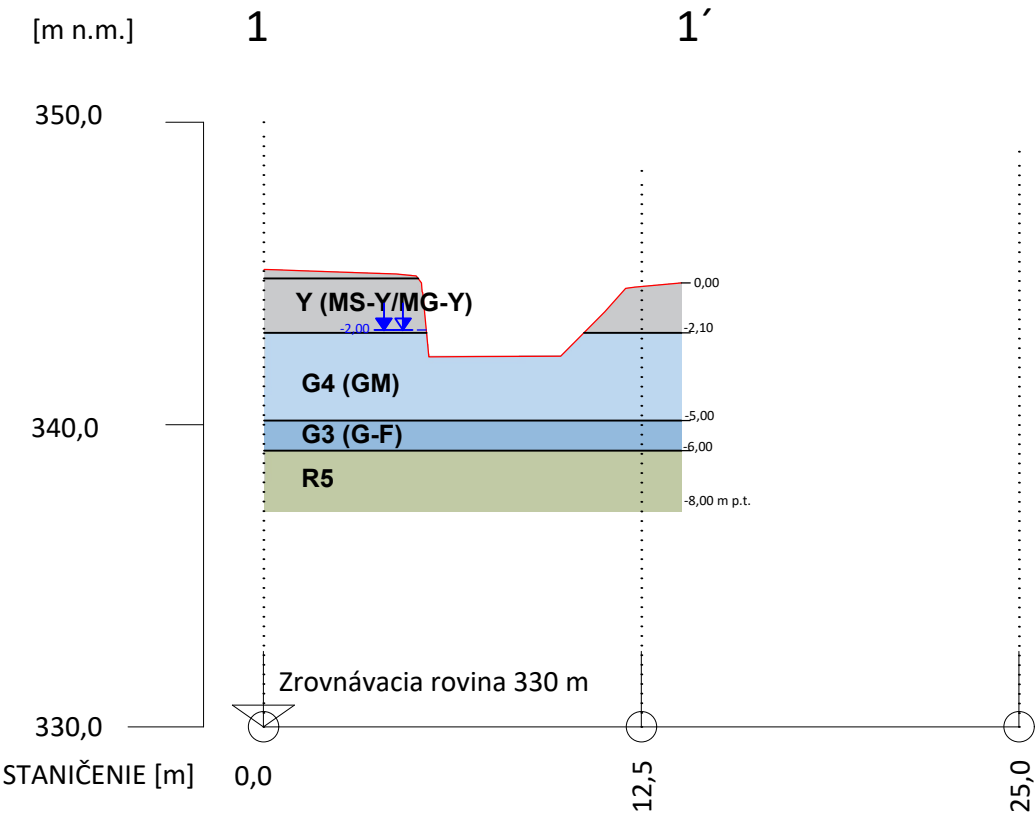 [m n.m.] 1 1´
350,0
0,00
Y (MS-Y/MG-Y)
-2,00
-2,10
G4 (GM)
-5,00
340,0
G3 (G-F)
-6,00
R5
-8,00 m p.t.
Zrovnávacia rovina 330 m
330,0
STANIČENIE [m] 0,0 12,5 25,0